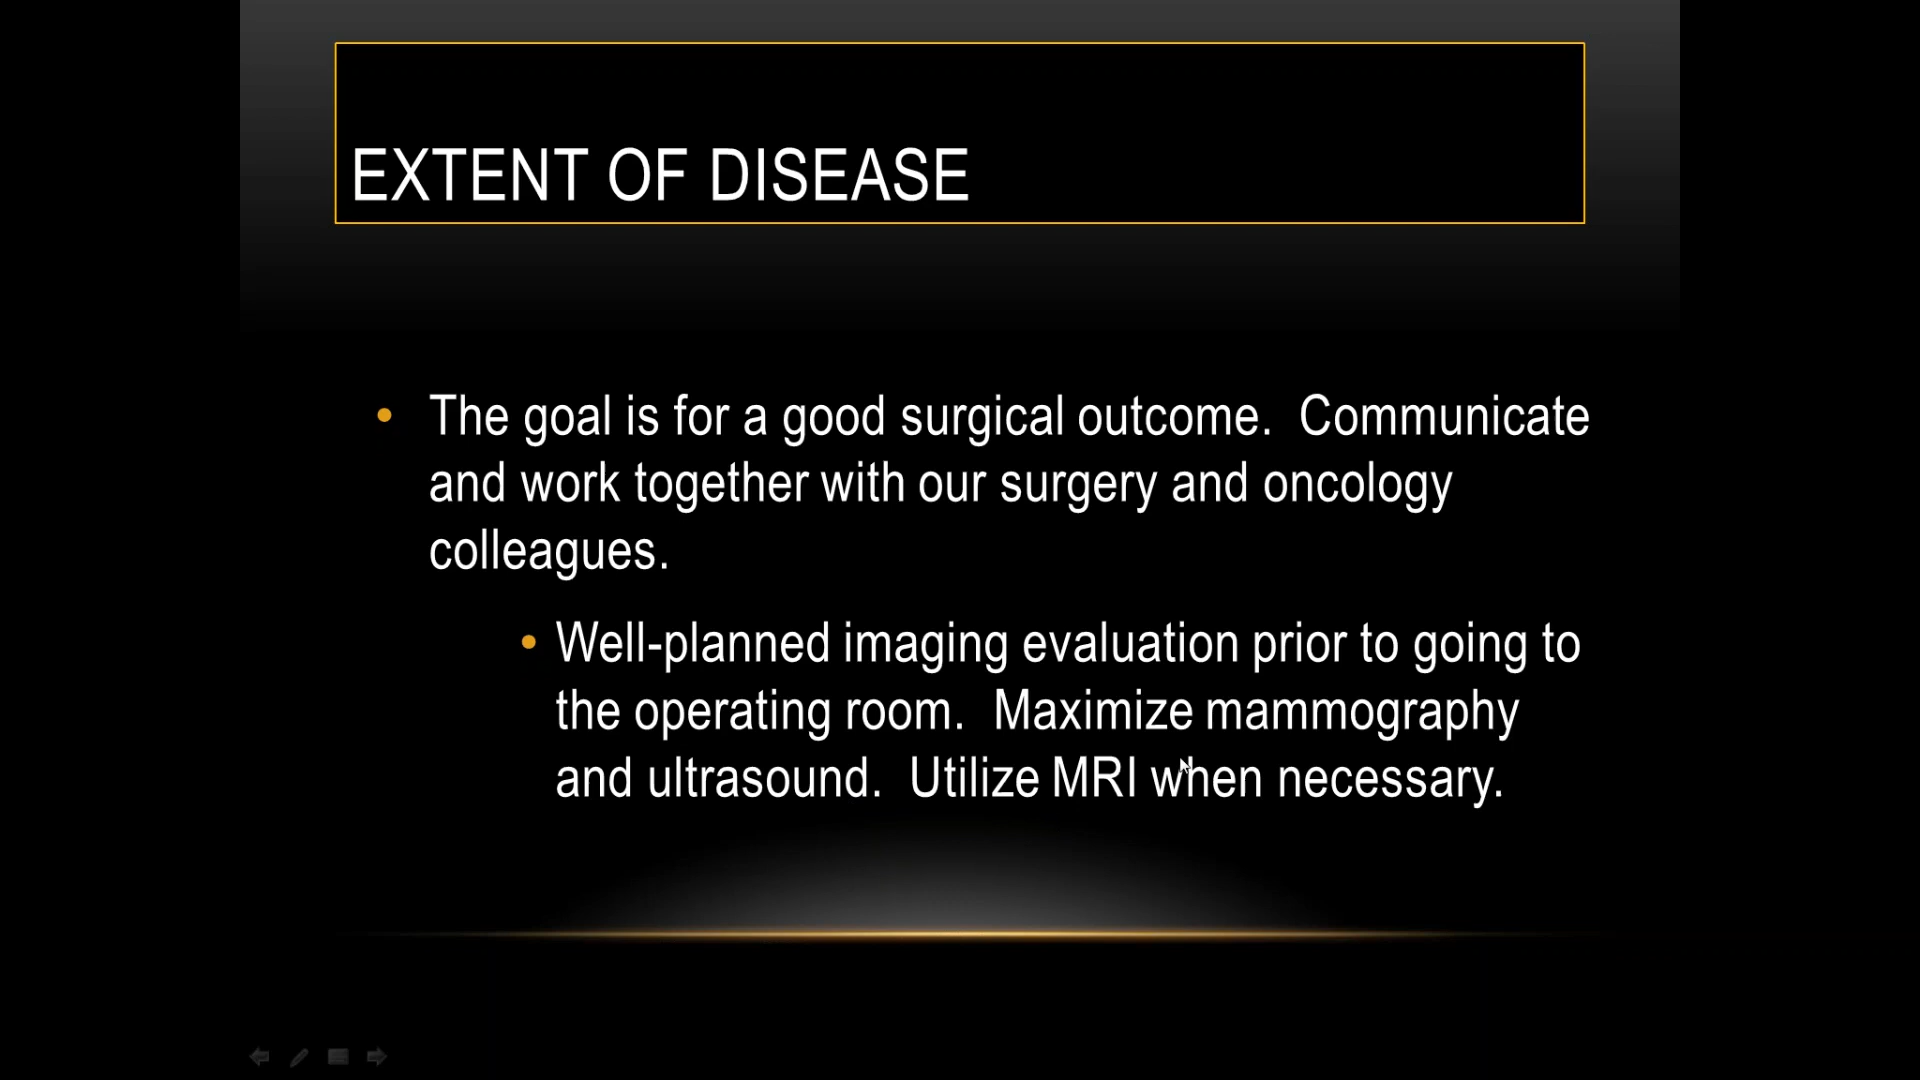 EXTENT OF DISEASE
• The goal is for a good surgical outcome.  Communicate
and work together with our surgery and oncology
colleagues.
• Well-planned imaging evaluation prior to going to
the operating room.  Maximize mammography
and ultrasound.  Utilize MRI when necessary.